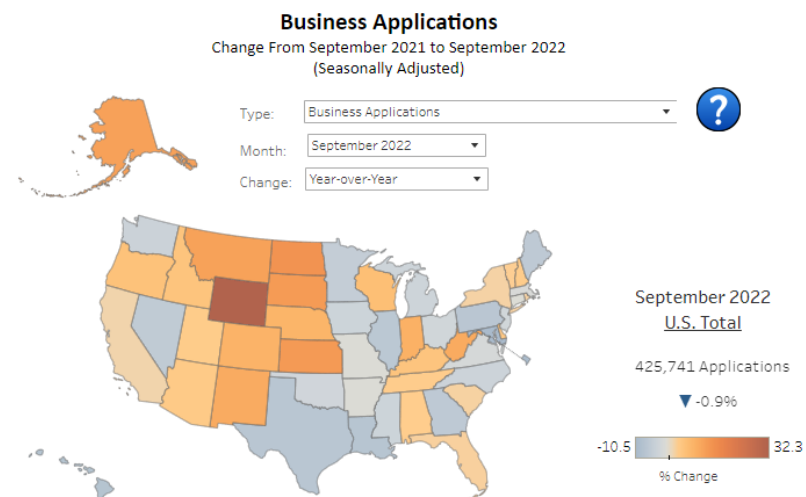 Business Applications
Change From September 2021 to September 2022
(Seasonally Adjusted)
Type: Business Applications
?
Month: September 2022
Change: Year-over-Year
September 2022
U.S. Total
425,741 Applications
▼ -0.9%
-10.5 32.3
% Change